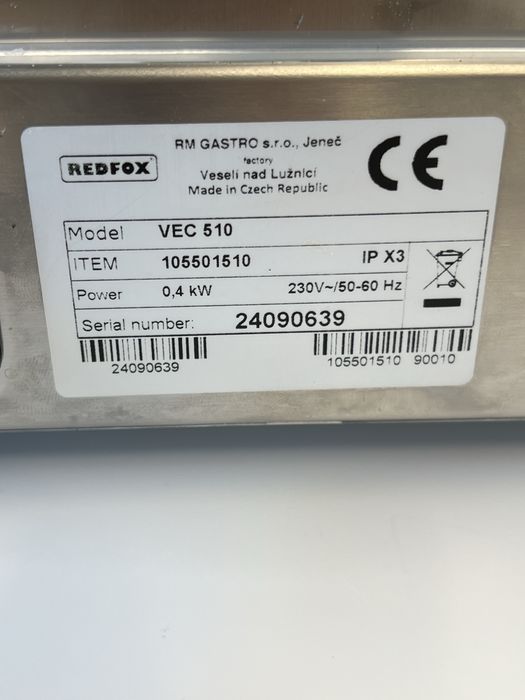 REDFOX
RM GASTRO s.r.o., Jeneč
factory
Veselí nad Lužnící
Made in Czech Republic
CE
Model VEC 510
ITEM 105501510 IP X3
Power 0,4 kW 230V~/50-60 Hz
Serial number: 24090639
24090639
105501510 90010